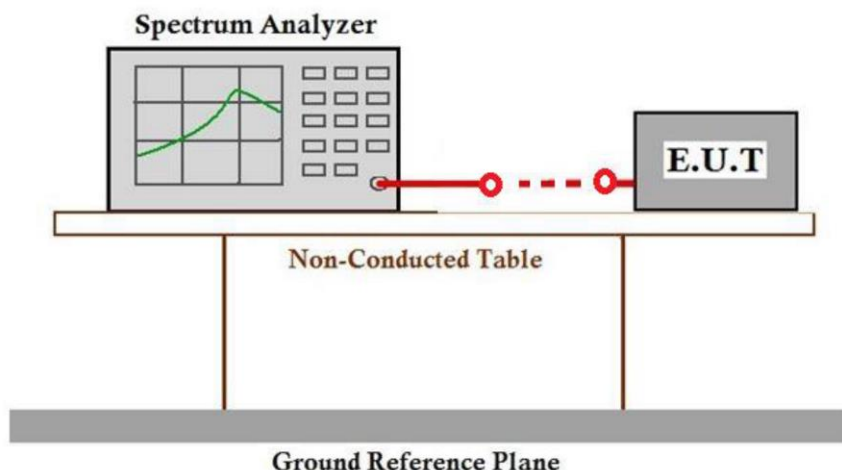 Spectrum Analyzer
E.U.T
Non-Conducted Table
Ground Reference Plane